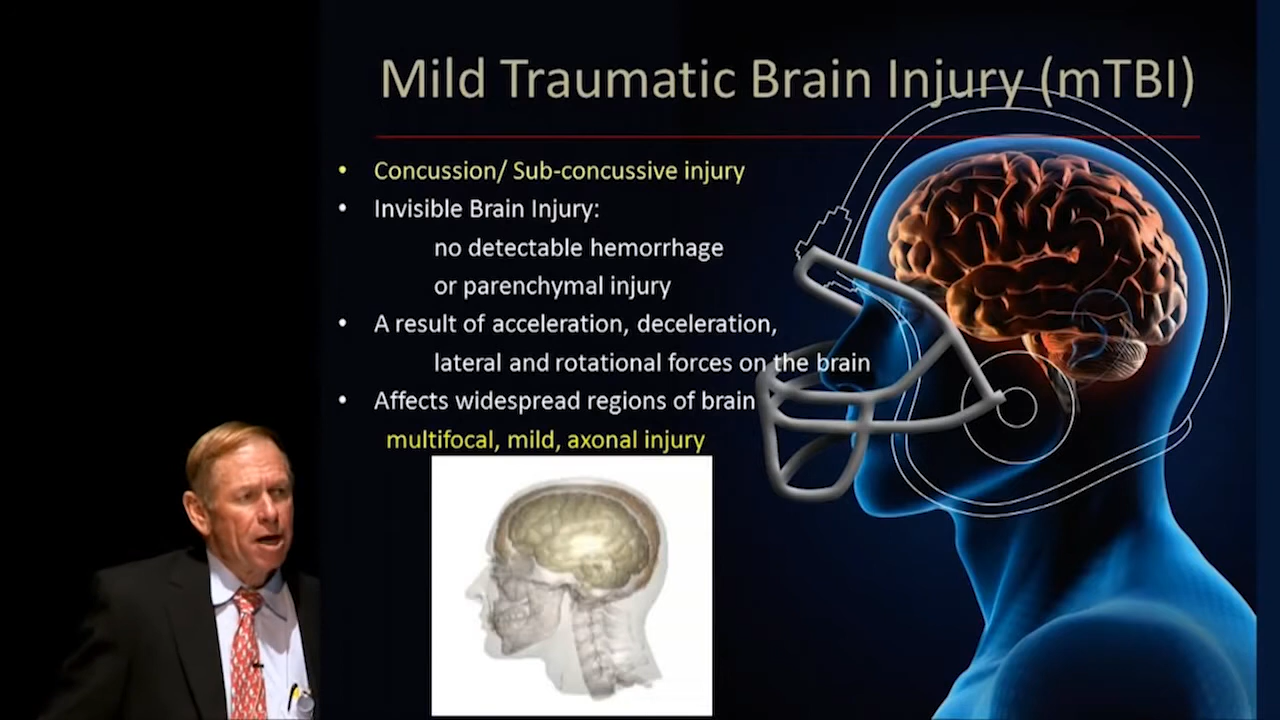 Mild Traumatic Brain Injury (mTBI)
• Concussion/ Sub-concussive injury
• Invisible Brain Injury:
no detectable hemorrhage
or parenchymal injury
• A result of acceleration, deceleration,
lateral and rotational forces on the brain
• Affects widespread regions of brain
multifocal, mild, axonal injury